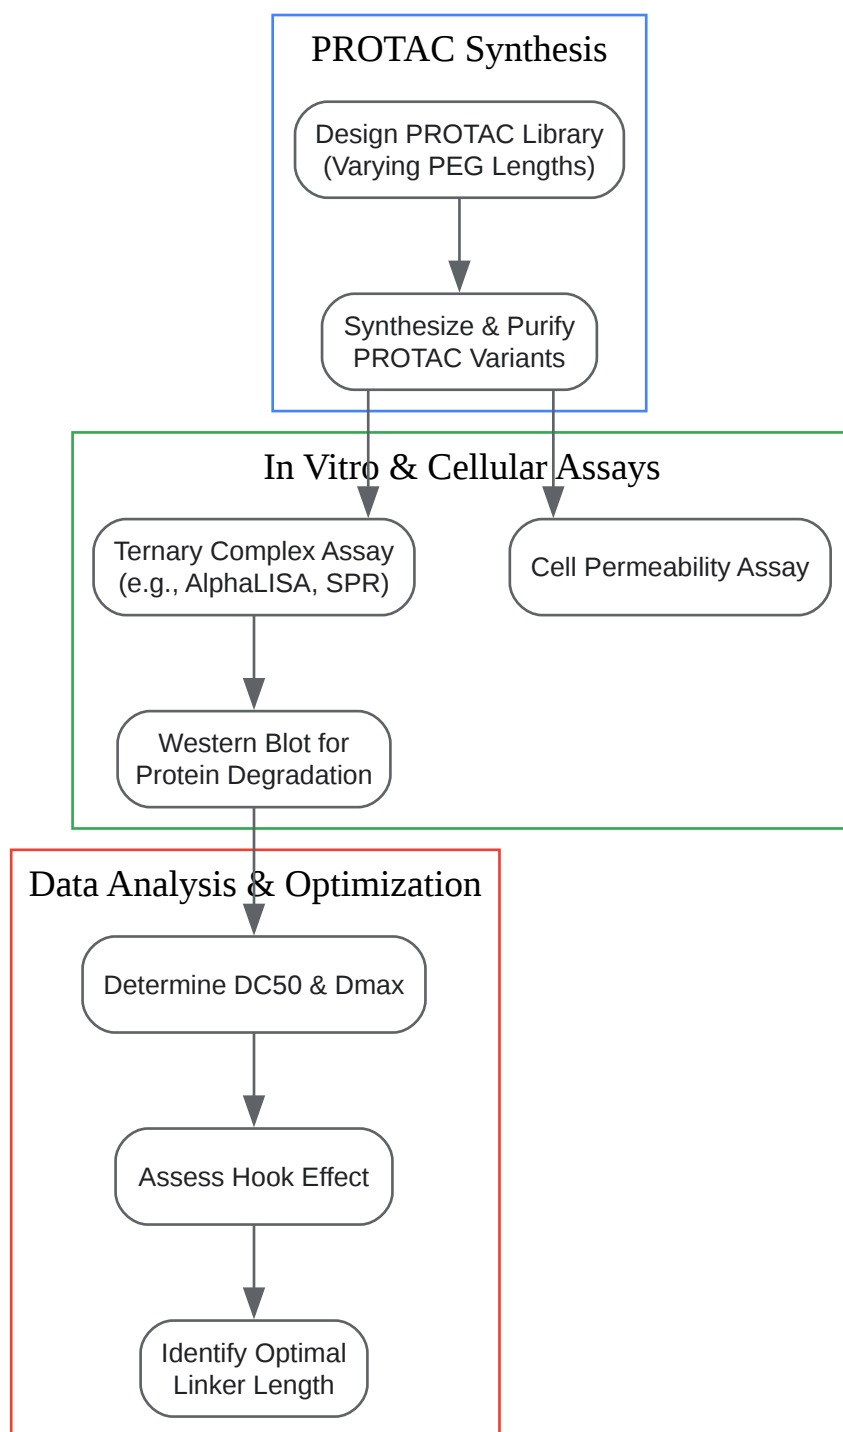 PROTAC Synthesis
Design PROTAC Library
(Varying PEG Lengths)
Synthesize & Purify
PROTAC Variants
In Vitro & Cellular Assays
Ternary Complex Assay
(e.g., AlphaLISA, SPR)
Cell Permeability Assay
Western Blot for
Protein Degradation
Data Analysis & Optimization
Determine DC50 & Dmax
Assess Hook Effect
Identify Optimal
Linker Length